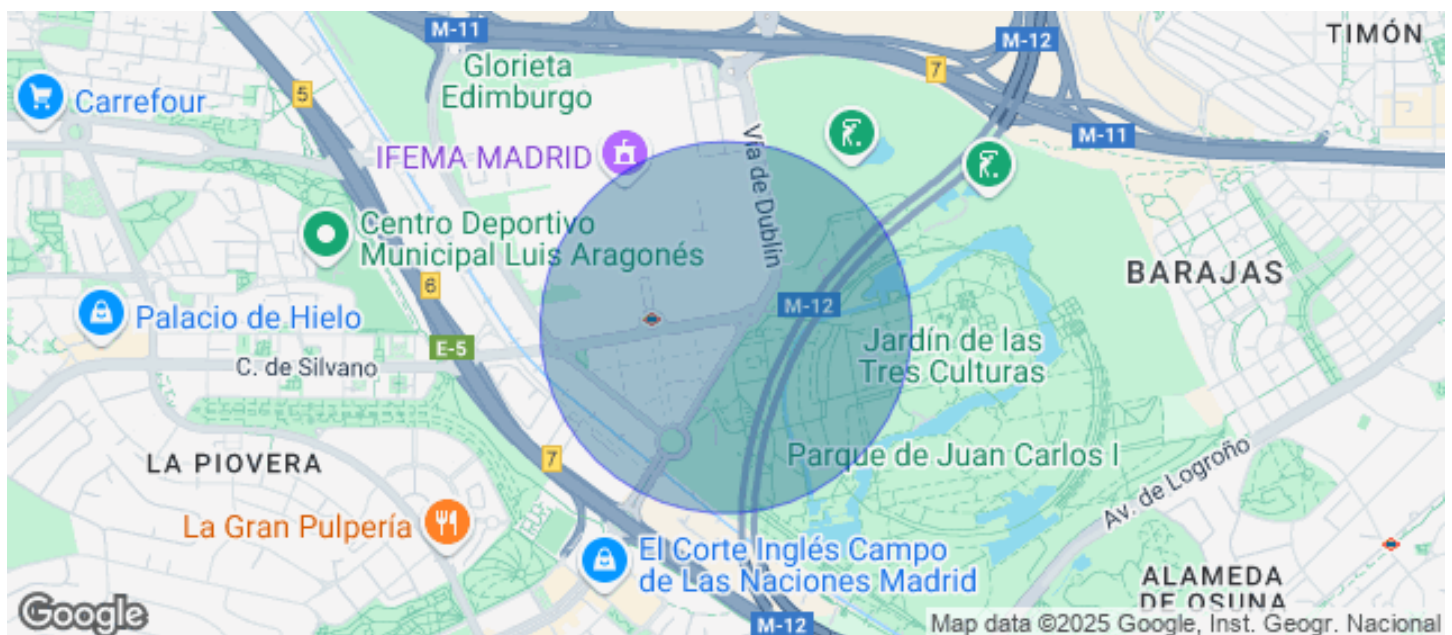 M-11
M-12
TIMÓN
Glorieta
Edimburgo
7
5
Carrefour
M-11
Vía de Dublín
IFEMA MADRID
Centro Deportivo
Municipal Luis Aragonés
BARAJAS
6
M-12
Palacio de Hielo
E-5
Jardín de las
Tres Culturas
C. de Silvano
LA PIOVERA
7
Parque de Juan Carlos I
Av. de Logroño
La Gran Pulpería
El Corte Inglés Campo
de Las Naciones Madrid
ALAMEDA
DE OSUNA
Google
M-12
Map data ©2025 Google, Inst. Geogr. Nacional